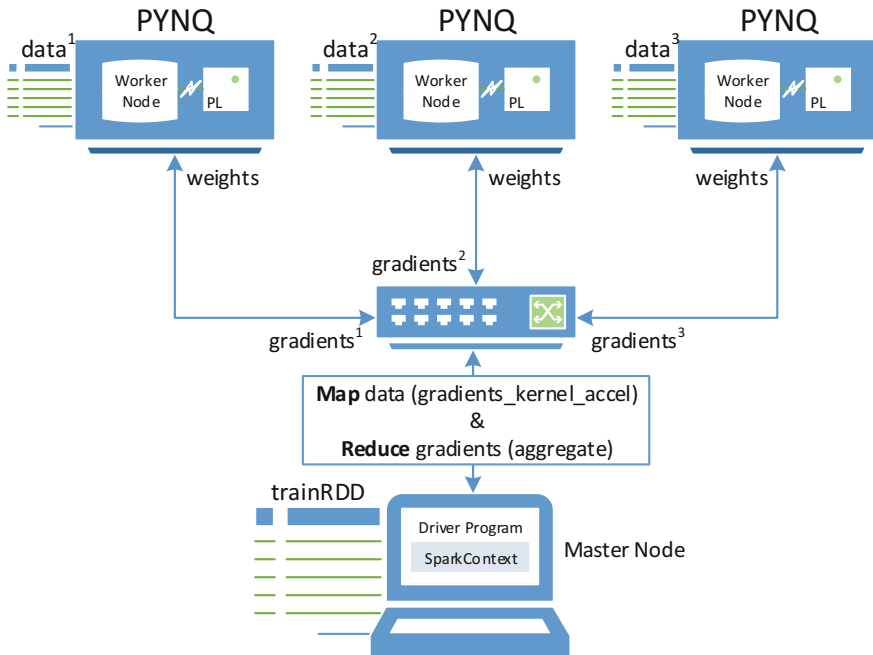 PYNQ
PYNQ
PYNQ
data¹
data²
data³
Worker
Node
PL
Worker
Node
PL
Worker
Node
PL
weights
weights
weights
gradients²
gradients¹
gradients³
Map data (gradients_kernel_accel)
&
Reduce gradients (aggregate)
trainRDD
Driver Program
SparkContext
Master Node